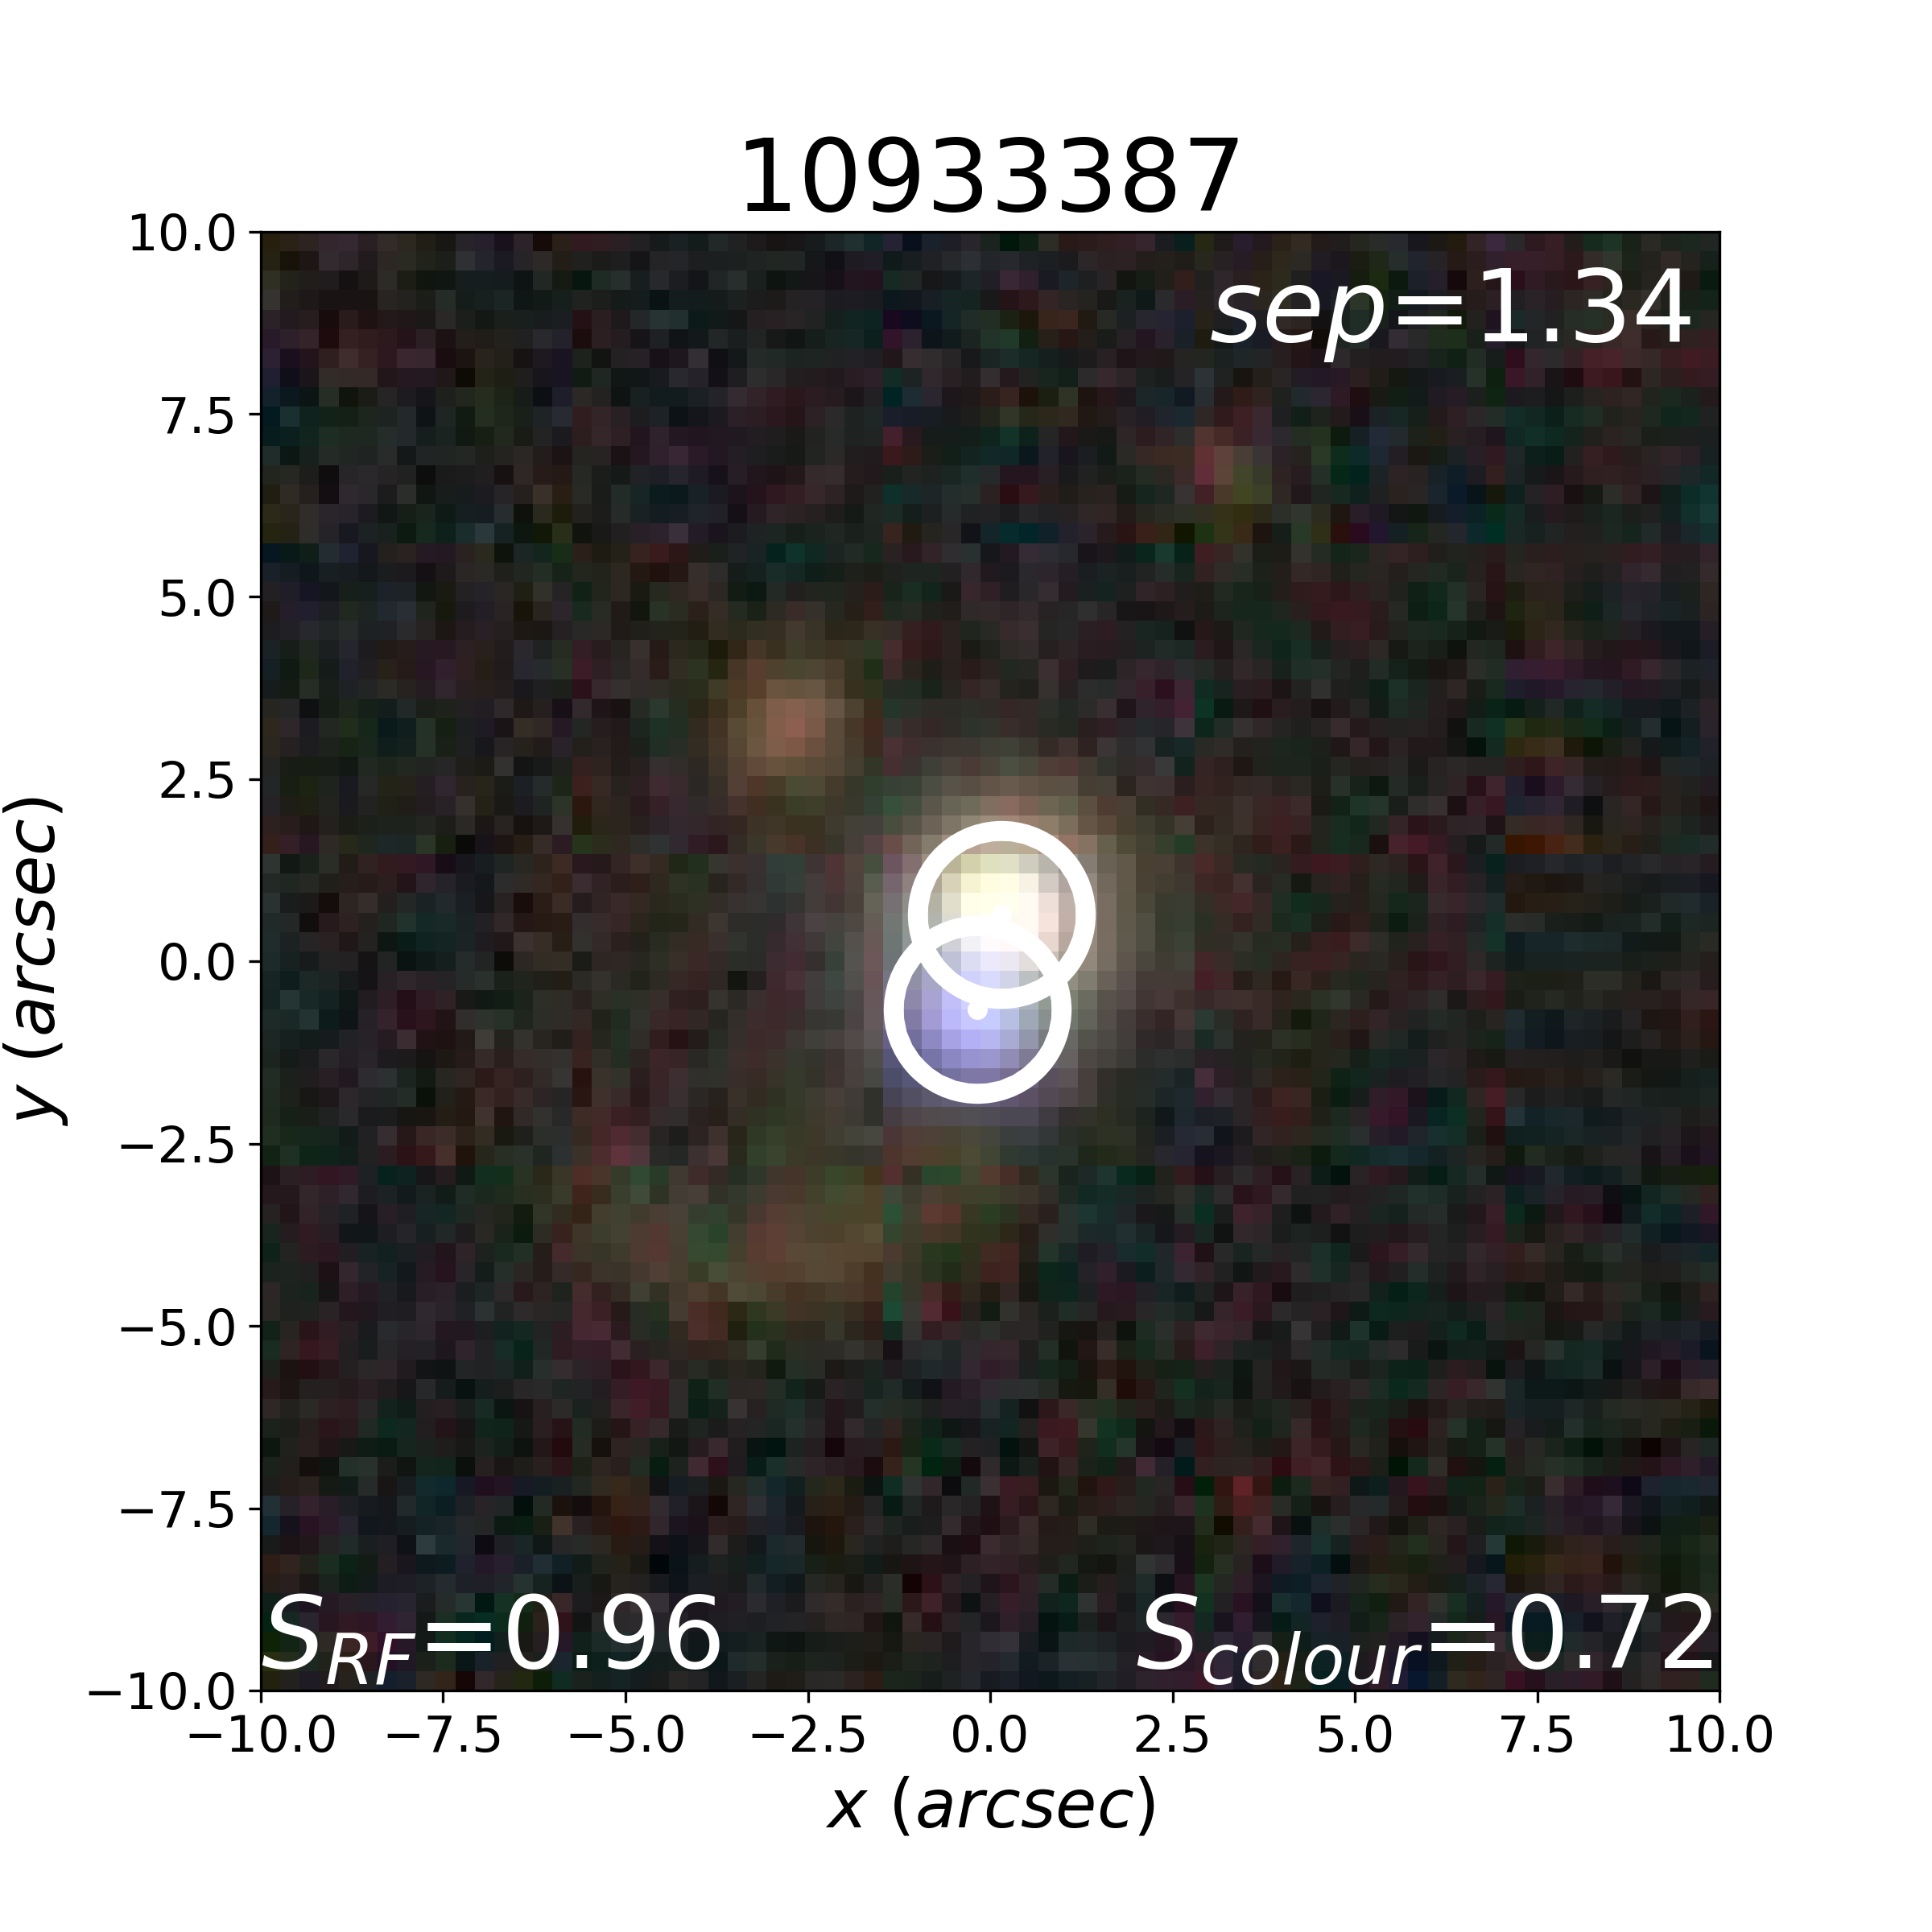 10933387
sep=1.34
10.0
7.5
5.0
2.5
0.0
−2.5
−5.0
−7.5
−10.0
y (arcsec)
S_RF=0.96
S_colour=0.72
−10.0 −7.5 −5.0 −2.5 0.0 2.5 5.0 7.5 10.0
x (arcsec)